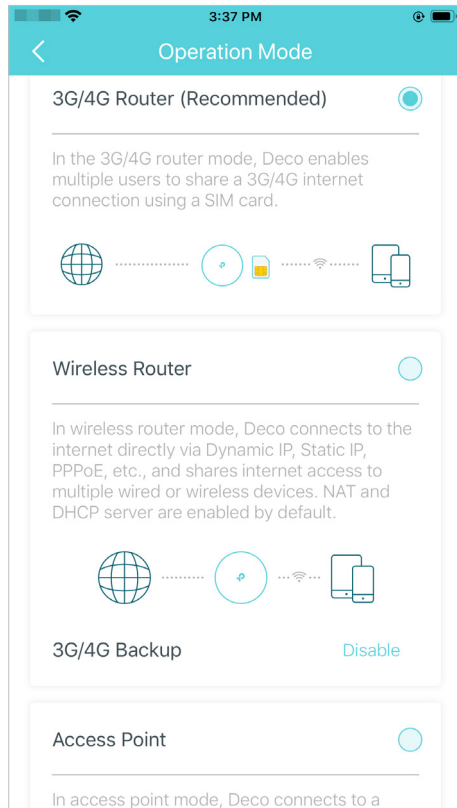 3:37 PM
Operation Mode
3G/4G Router (Recommended)
In the 3G/4G router mode, Deco enables
multiple users to share a 3G/4G internet
connection using a SIM card.
Wireless Router
In wireless router mode, Deco connects to the
internet directly via Dynamic IP, Static IP,
PPPoE, etc., and shares internet access to
multiple wired or wireless devices. NAT and
DHCP server are enabled by default.
3G/4G Backup Disable
Access Point
In access point mode, Deco connects to a